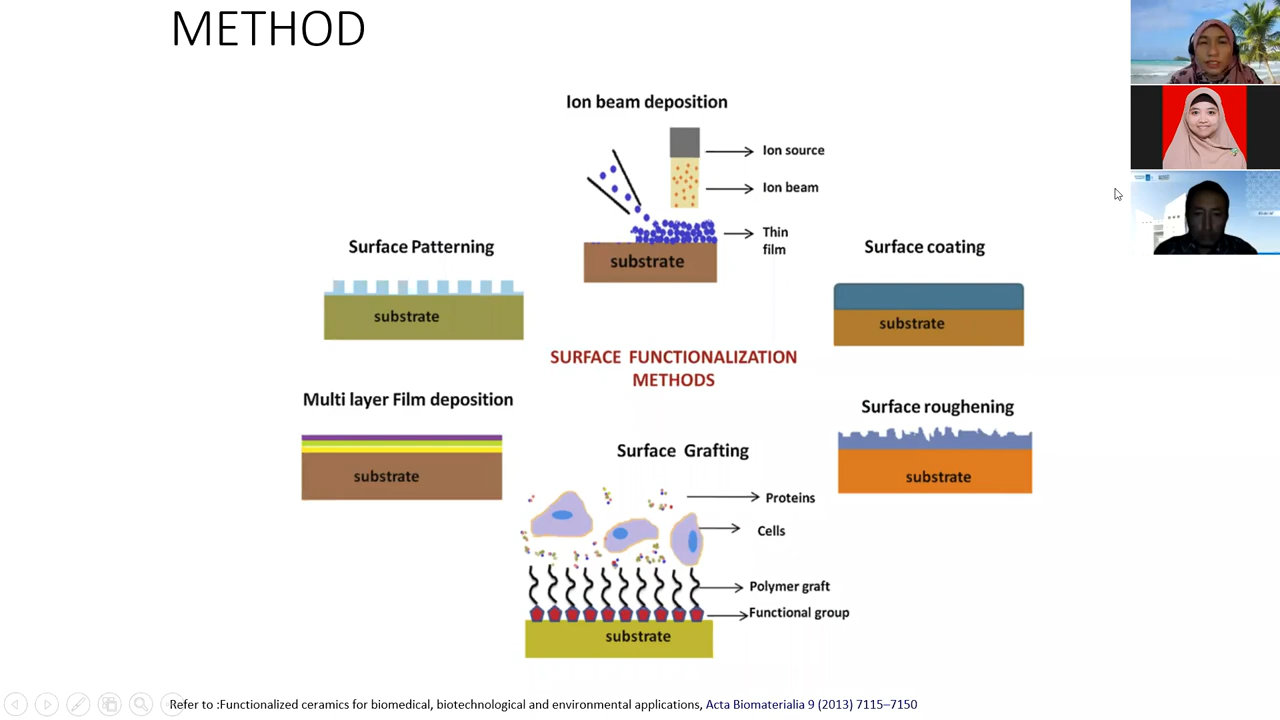 METHOD
Ion beam deposition
Ion source
Ion beam
Thin
film
substrate
Surface Patterning
substrate
Surface coating
substrate
SURFACE FUNCTIONALIZATION
METHODS
Multi layer Film deposition
substrate
Surface roughening
substrate
Surface Grafting
Proteins
Cells
Polymer graft
Functional group
substrate
Refer to :Functionalized ceramics for biomedical, biotechnological and environmental applications, Acta Biomaterialia 9 (2013) 7115–7150